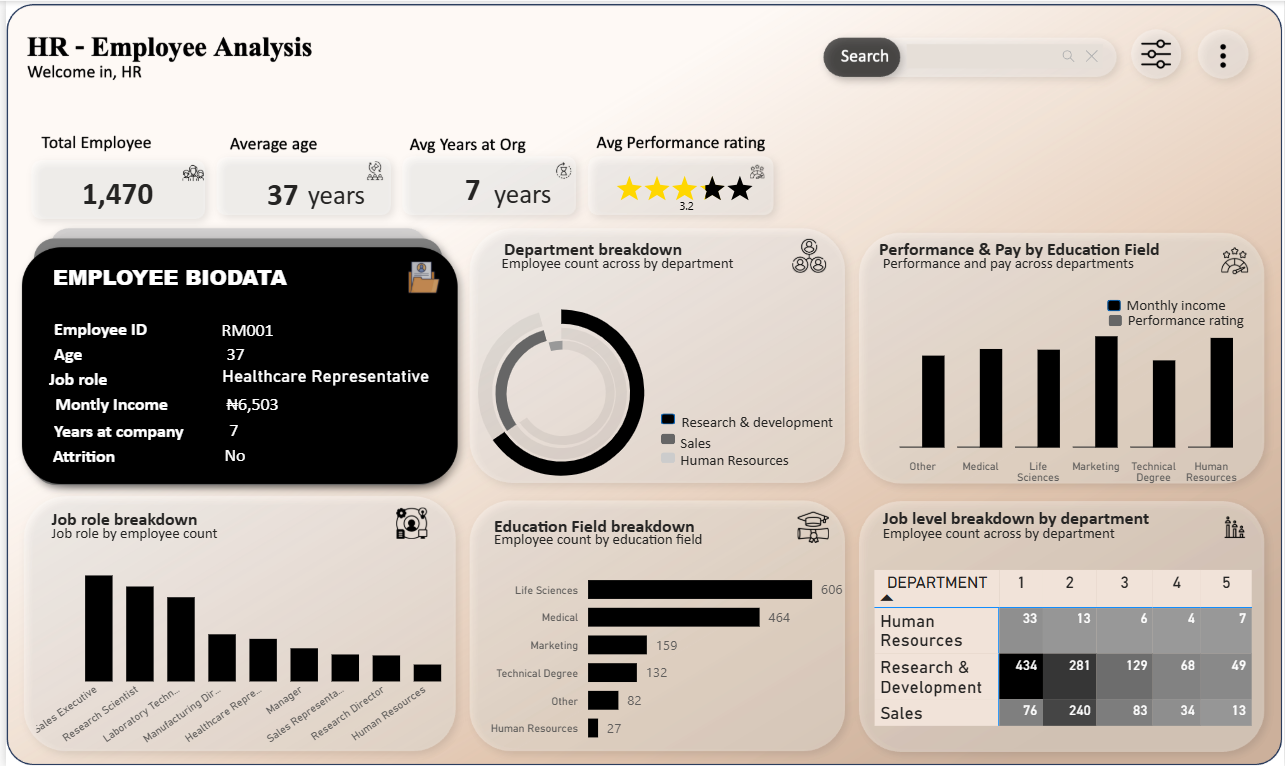 HR - Employee Analysis
Welcome in, HR
Search
Total Employee
1,470
Average age
37 years
Avg Years at Org
7 years
Avg Performance rating
3.2
EMPLOYEE BIODATA
Employee ID RM001
Age 37
Job role Healthcare Representative
Montly Income ₦6,503
Years at company 7
Attrition No
Department breakdown
Employee count across by department
Research & development
Sales
Human Resources
Performance & Pay by Education Field
Performance and pay across departments
Monthly income
Performance rating
Other
Medical
Life
Sciences
Marketing
Technical
Degree
Human
Resources
Job role breakdown
Job role by employee count
Sales Executive
Research Scientist
Laboratory Techn...
Manufacturing Dir...
Healthcare Repre...
Manager
Sales Representa...
Research Director
Human Resources
Education Field breakdown
Employee count by education field
Life Sciences 606
Medical 464
Marketing 159
Technical Degree 132
Other 82
Human Resources 27
Job level breakdown by department
Employee count across by department
DEPARTMENT 1 2 3 4 5
Human
Resources 33 13 6 4 7
Research &
Development 434 281 129 68 49
Sales 76 240 83 34 13